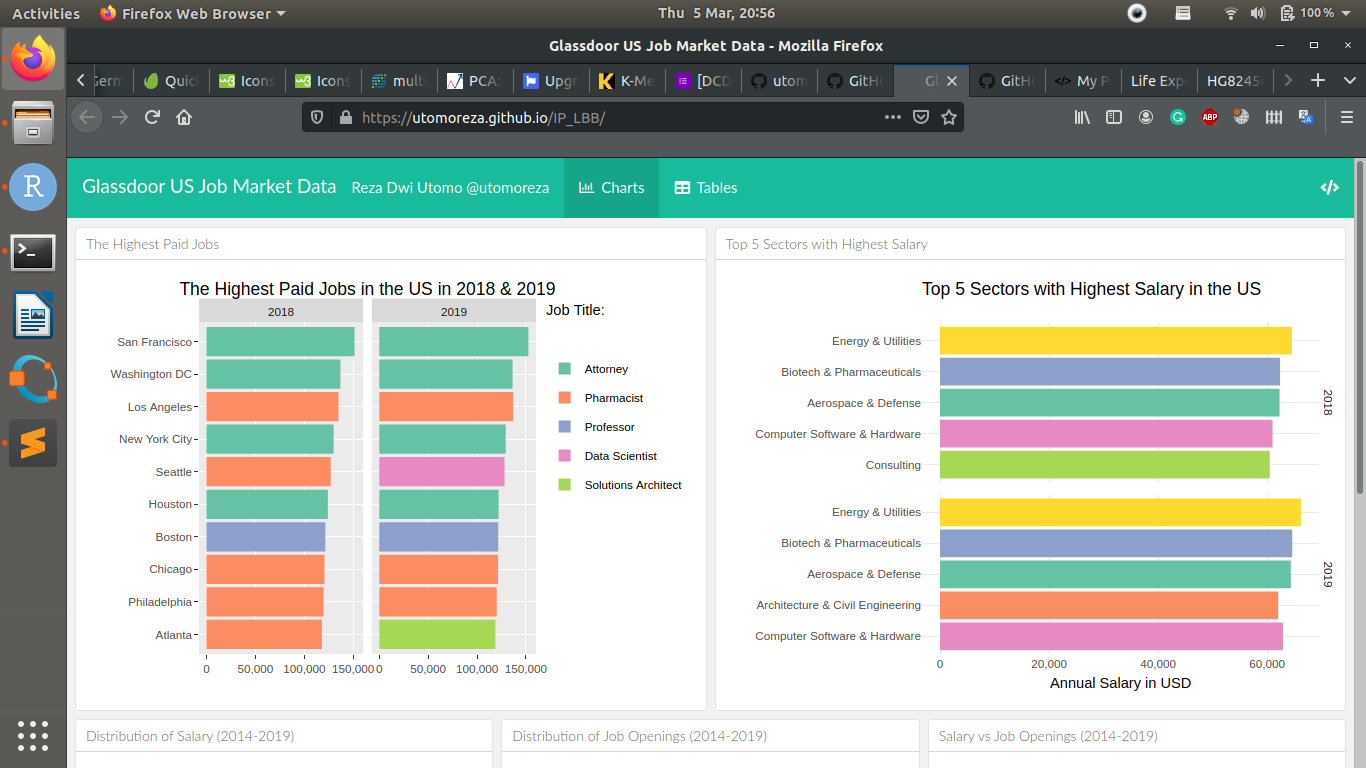 Activities Firefox Web Browser Thu 5 Mar, 20:56 100 %
Glassdoor US Job Market Data - Mozilla Firefox
Quic Icons Icons mult PCA: Upgr K-Me [DCD utom GitHu Gl GitHu My P Life Exp HG8245
https://utomoreza.github.io/IP_LBB/
ABP
Glassdoor US Job Market Data Reza Dwi Utomo @utomoreza Charts Tables
The Highest Paid Jobs
The Highest Paid Jobs in the US in 2018 & 2019
2018 2019
Job Title:
San Francisco
Washington DC
Los Angeles
New York City
Seattle
Houston
Boston
Chicago
Philadelphia
Atlanta
0 50,000 100,000 150,000 0 50,000 100,000 150,000
Attorney
Pharmacist
Professor
Data Scientist
Solutions Architect
Top 5 Sectors with Highest Salary
Top 5 Sectors with Highest Salary in the US
Energy & Utilities
Biotech & Pharmaceuticals
Aerospace & Defense
Computer Software & Hardware
Consulting
2018
Energy & Utilities
Biotech & Pharmaceuticals
Aerospace & Defense
Architecture & Civil Engineering
Computer Software & Hardware
2019
0 20,000 40,000 60,000
Annual Salary in USD
Distribution of Salary (2014-2019)
Distribution of Job Openings (2014-2019)
Salary vs Job Openings (2014-2019)